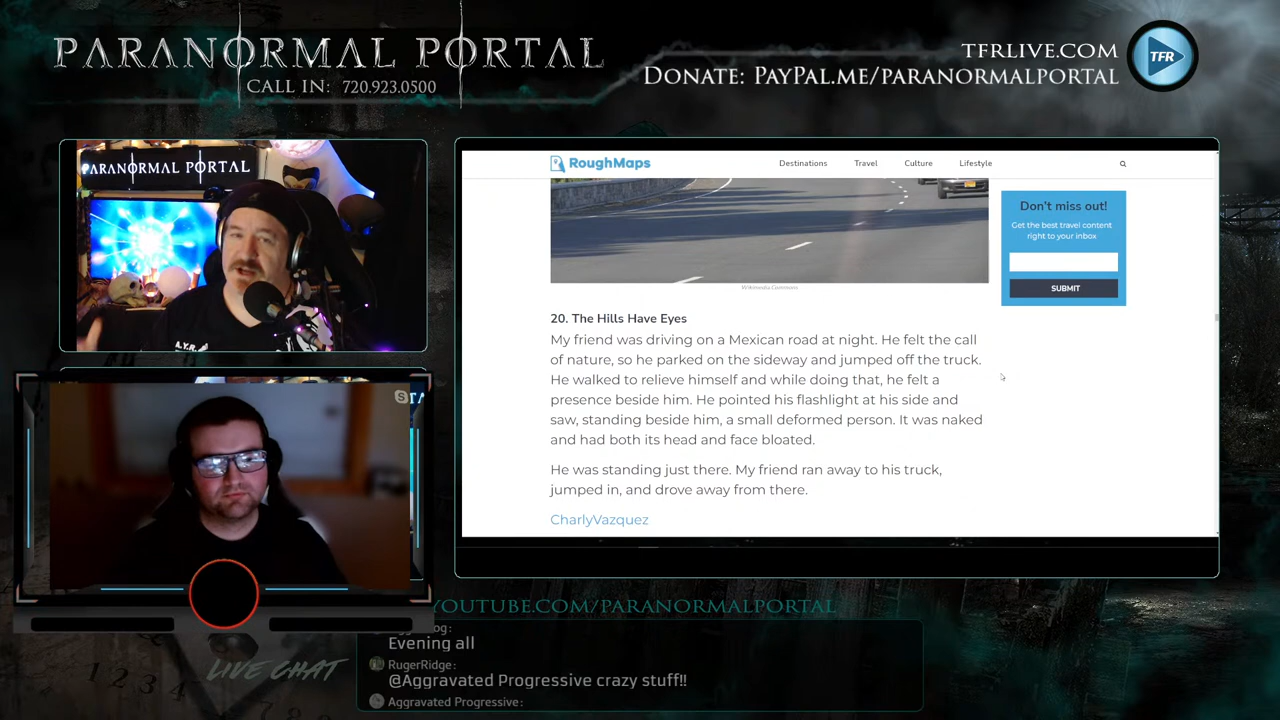 PARANORMAL PORTAL
CALL IN: 720.923.0500
TFRLIVE.COM
DONATE: PAYPAL.ME/PARANORMALPORTAL
TFR
PARANORMAL PORTAL
RoughMaps
Destinations
Travel
Culture
Lifestyle
Don't miss out!
Get the best travel content
right to your inbox
SUBMIT
Wikimedia Commons
20. The Hills Have Eyes
My friend was driving on a Mexican road at night. He felt the call
of nature, so he parked on the sideway and jumped off the truck.
He walked to relieve himself and while doing that, he felt a
presence beside him. He pointed his flashlight at his side and
saw, standing beside him, a small deformed person. It was naked
and had both its head and face bloated.
He was standing just there. My friend ran away to his truck,
jumped in, and drove away from there.
CharlyVazquez
YOUTUBE.COM/PARANORMALPORTAL
Evening all
RugerRidge:
@Aggravated Progressive crazy stuff!!
Aggravated Progressive:
LIVE CHAT
1 2 3 4